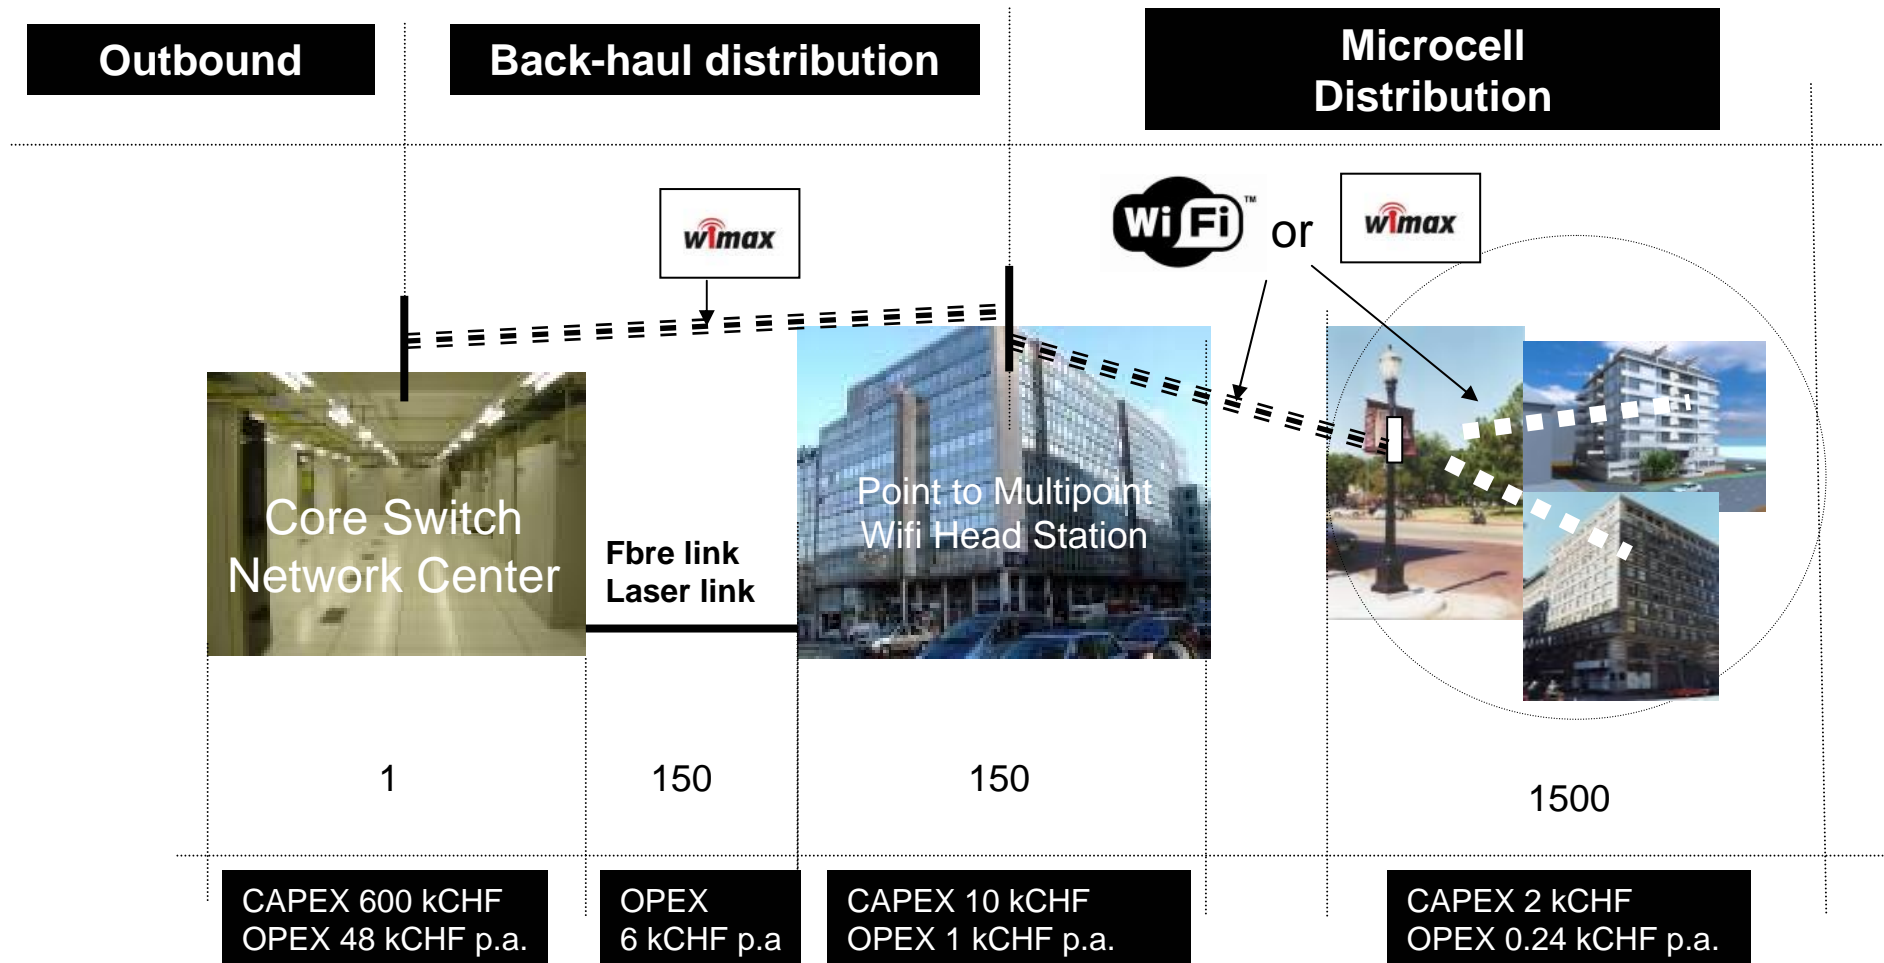 Outbound
Back-haul distribution
Microcell
Distribution
wimax
WiFi™
or
wimax
Core Switch
Network Center
Fbre link
Laser link
Point to Multipoint
Wifi Head Station
1
150
150
1500
CAPEX 600 kCHF
OPEX 48 kCHF p.a.
OPEX
6 kCHF p.a
CAPEX 10 kCHF
OPEX 1 kCHF p.a.
CAPEX 2 kCHF
OPEX 0.24 kCHF p.a.